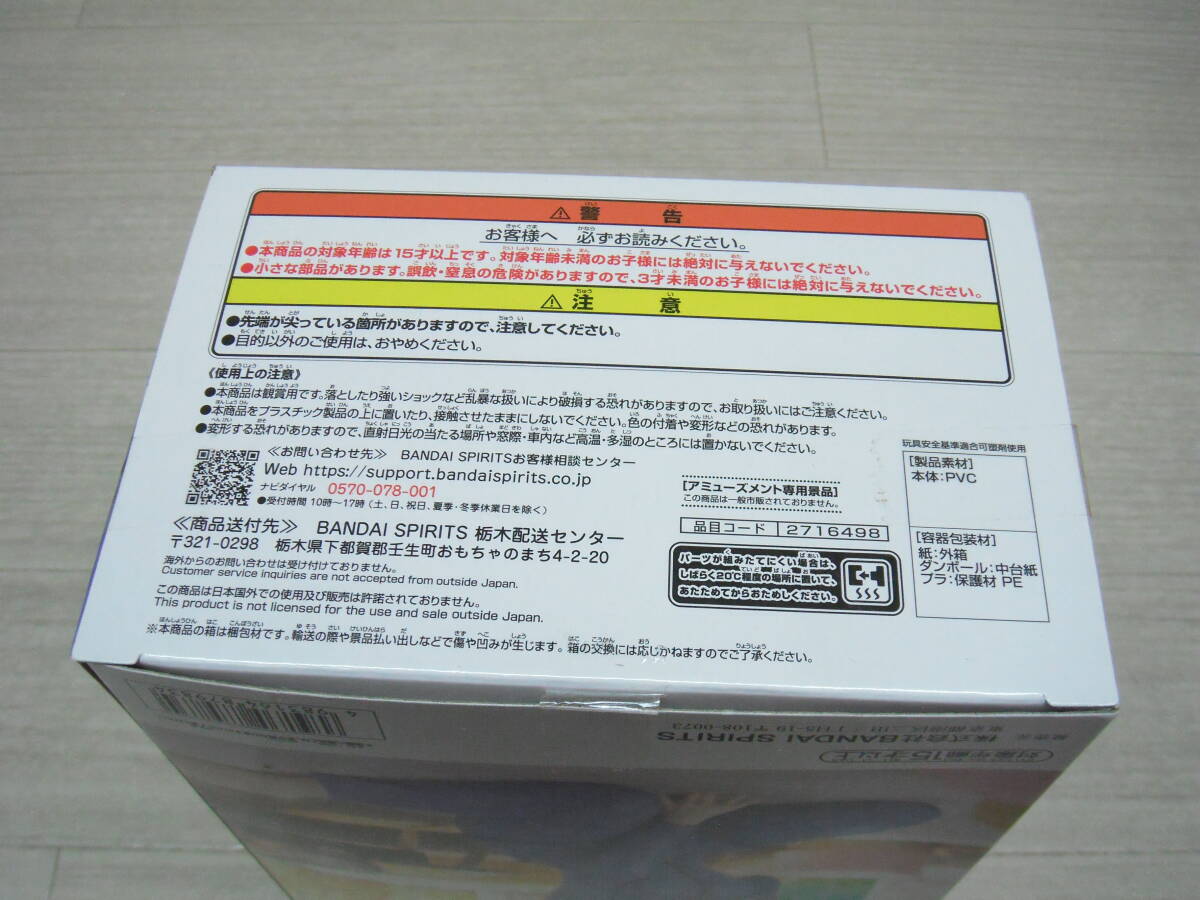 ⚠警告
お客様へ 必ずお読みください。
●本商品の対象年齢は15才以上です。対象年齢未満のお子様には絶対に与えないでください。
●小さな部品があります。誤飲・窒息の危険がありますので、3才未満のお子様には絶対に与えないでください。
⚠注意
●先端が尖っている箇所がありますので、注意してください。
●目的以外のご使用は、おやめください。
《使用上の注意》
●本商品は観賞用です。落としたり強いショックなど乱暴な扱いにより破損する恐れがありますので、お取り扱いにはご注意ください。
●本商品をプラスチック製品の上に置いたり、接触させたままにしないでください。色の付着や変形などの恐れがあります。
●変形する恐れがありますので、直射日光の当たる場所や窓際・車内など高温・多湿のところには置かないでください。
≪お問い合わせ先≫ BANDAI SPIRITSお客様相談センター
Web https://support.bandaispirits.co.jp
ナビダイヤル 0570-078-001
●受付時間 10時〜17時(土、日、祝日、夏季・冬季休業日を除く)
≪商品送付先≫ BANDAI SPIRITS 栃木配送センター
〒321-0298 栃木県下都賀郡壬生町おもちゃのまち4-2-20
海外からのお問い合わせは受け付けておりません。
Customer service inquiries are not accepted from outside Japan.
この商品は日本国外での使用及び販売は許諾されておりません。
This product is not licensed for the use and sale outside Japan.
※本商品の箱は梱包材です。輸送の際や景品払い出しなどで傷や凹みが生じます。箱の交換には応じかねますのでご了承ください。
[アミューズメント専用景品]
この商品は一般市販されておりません。
品目コード 2716498
パーツが組みたてにくい場合は、
しばらく20℃程度の場所に置いて、
あたためてからおためしください。
玩具安全基準適合可塑剤使用
[製品素材]
本体:PVC
[容器包装材]
紙:外箱
ダンボール:中台紙
プラ:保護材 PE
対象年齢15才以上
発売元 株式会社BANDAI SPIRITS
〒108-0073